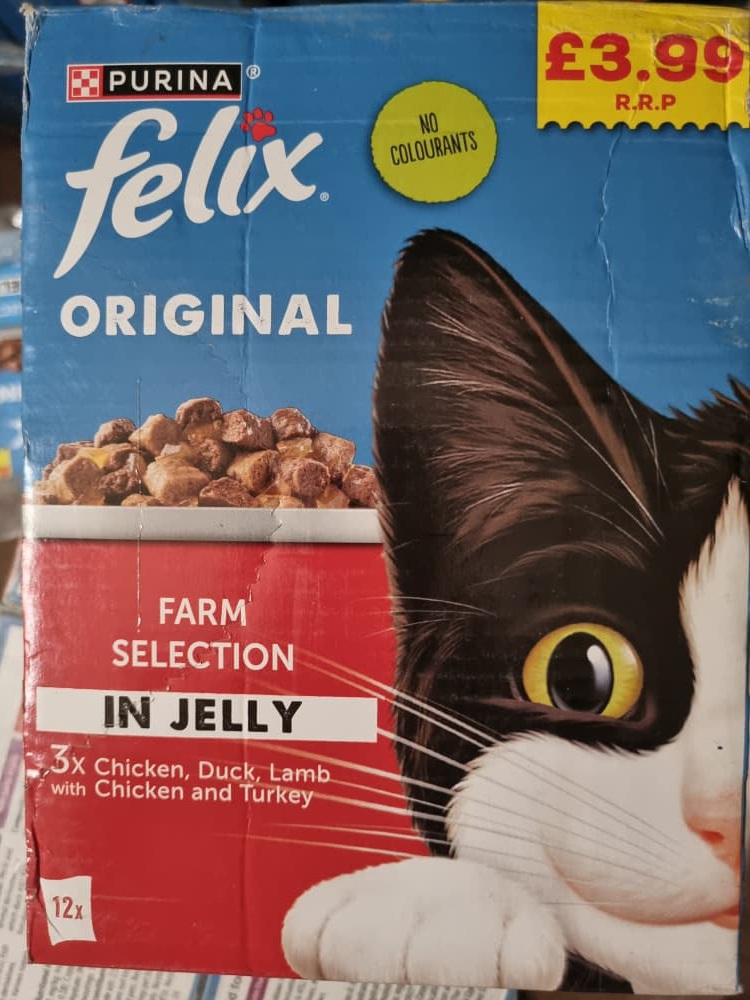 PURINA®
felix®
ORIGINAL
NO
COLOURANTS
£3.99
R.R.P
FARM
SELECTION
IN JELLY
3x Chicken, Duck, Lamb
with Chicken and Turkey
12x